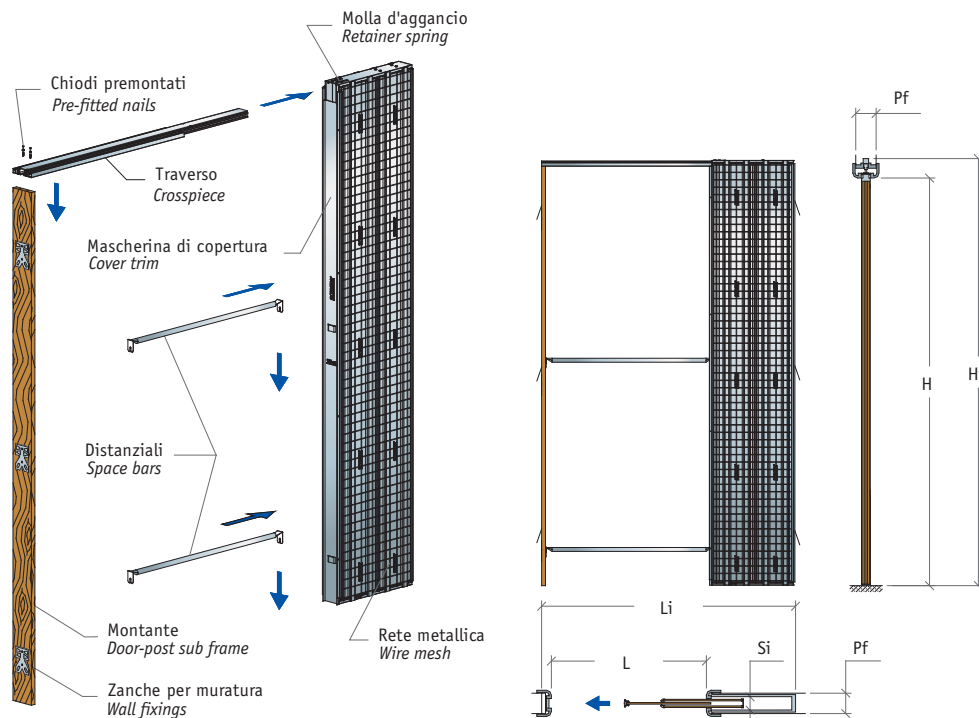 Molla d'aggancio
Retainer spring
Chiodi premontati
Pre-fitted nails
Traverso
Crosspiece
Mascherina di copertura
Cover trim
Distanziali
Space bars
Montante
Door-post sub frame
Zanche per muratura
Wall fixings
Rete metallica
Wire mesh
Pf
H
H
Li
L
Si
Pf